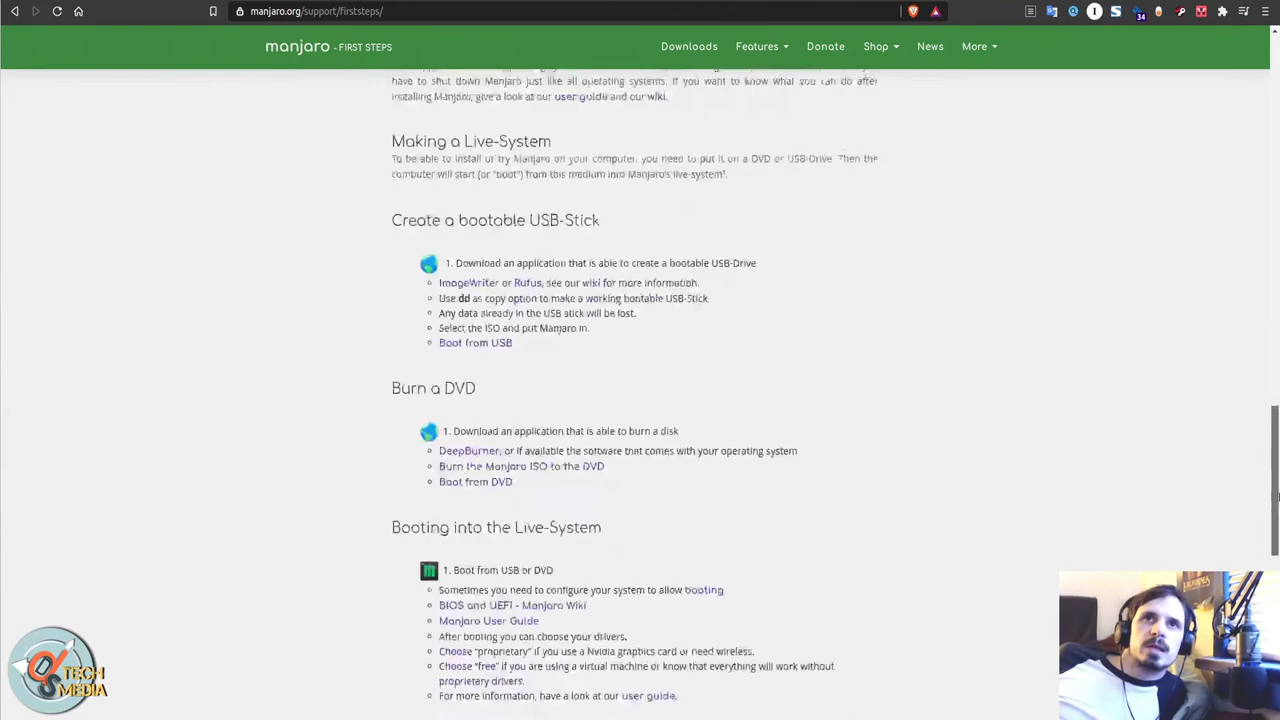 manjaro.org/support/firststeps/
34
manjaro - FIRST STEPS
Downloads Features Donate Shop News More
have to shut down Manjaro just like all operating systems. If you want to know what you can do after
installing Manjaro, give a look at our user guide and our wiki.
Making a Live-System
To be able to install or try Manjaro on your computer, you need to put it on a DVD or USB-Drive. Then the
computer will start (or "boot") from this medium into Manjaro's live-system".
Create a bootable USB-Stick
1. Download an application that is able to create a bootable USB-Drive
ImageWriter or Rufus, see our wiki for more information.
Use dd as copy option to make a working bootable USB-Stick.
Any data already in the USB stick will be lost.
Select the ISO and put Manjaro in.
Boot from USB
Burn a DVD
1. Download an application that is able to burn a disk
DeepBurner, or if available the software that comes with your operating system
Burn the Manjaro ISO to the DVD
Boot from DVD
Booting into the Live-System
1. Boot from USB or DVD
Sometimes you need to configure your system to allow booting
BIOS and UEFI - Manjaro Wiki
Manjaro User Guide
After booting you can choose your drivers.
Choose "proprietary" if you use a Nvidia graphics card or need wireless.
Choose "free" if you are using a virtual machine or know that everything will work without
proprietary drivers.
For more information, have a look at our user guide.
TECH
MEDIA